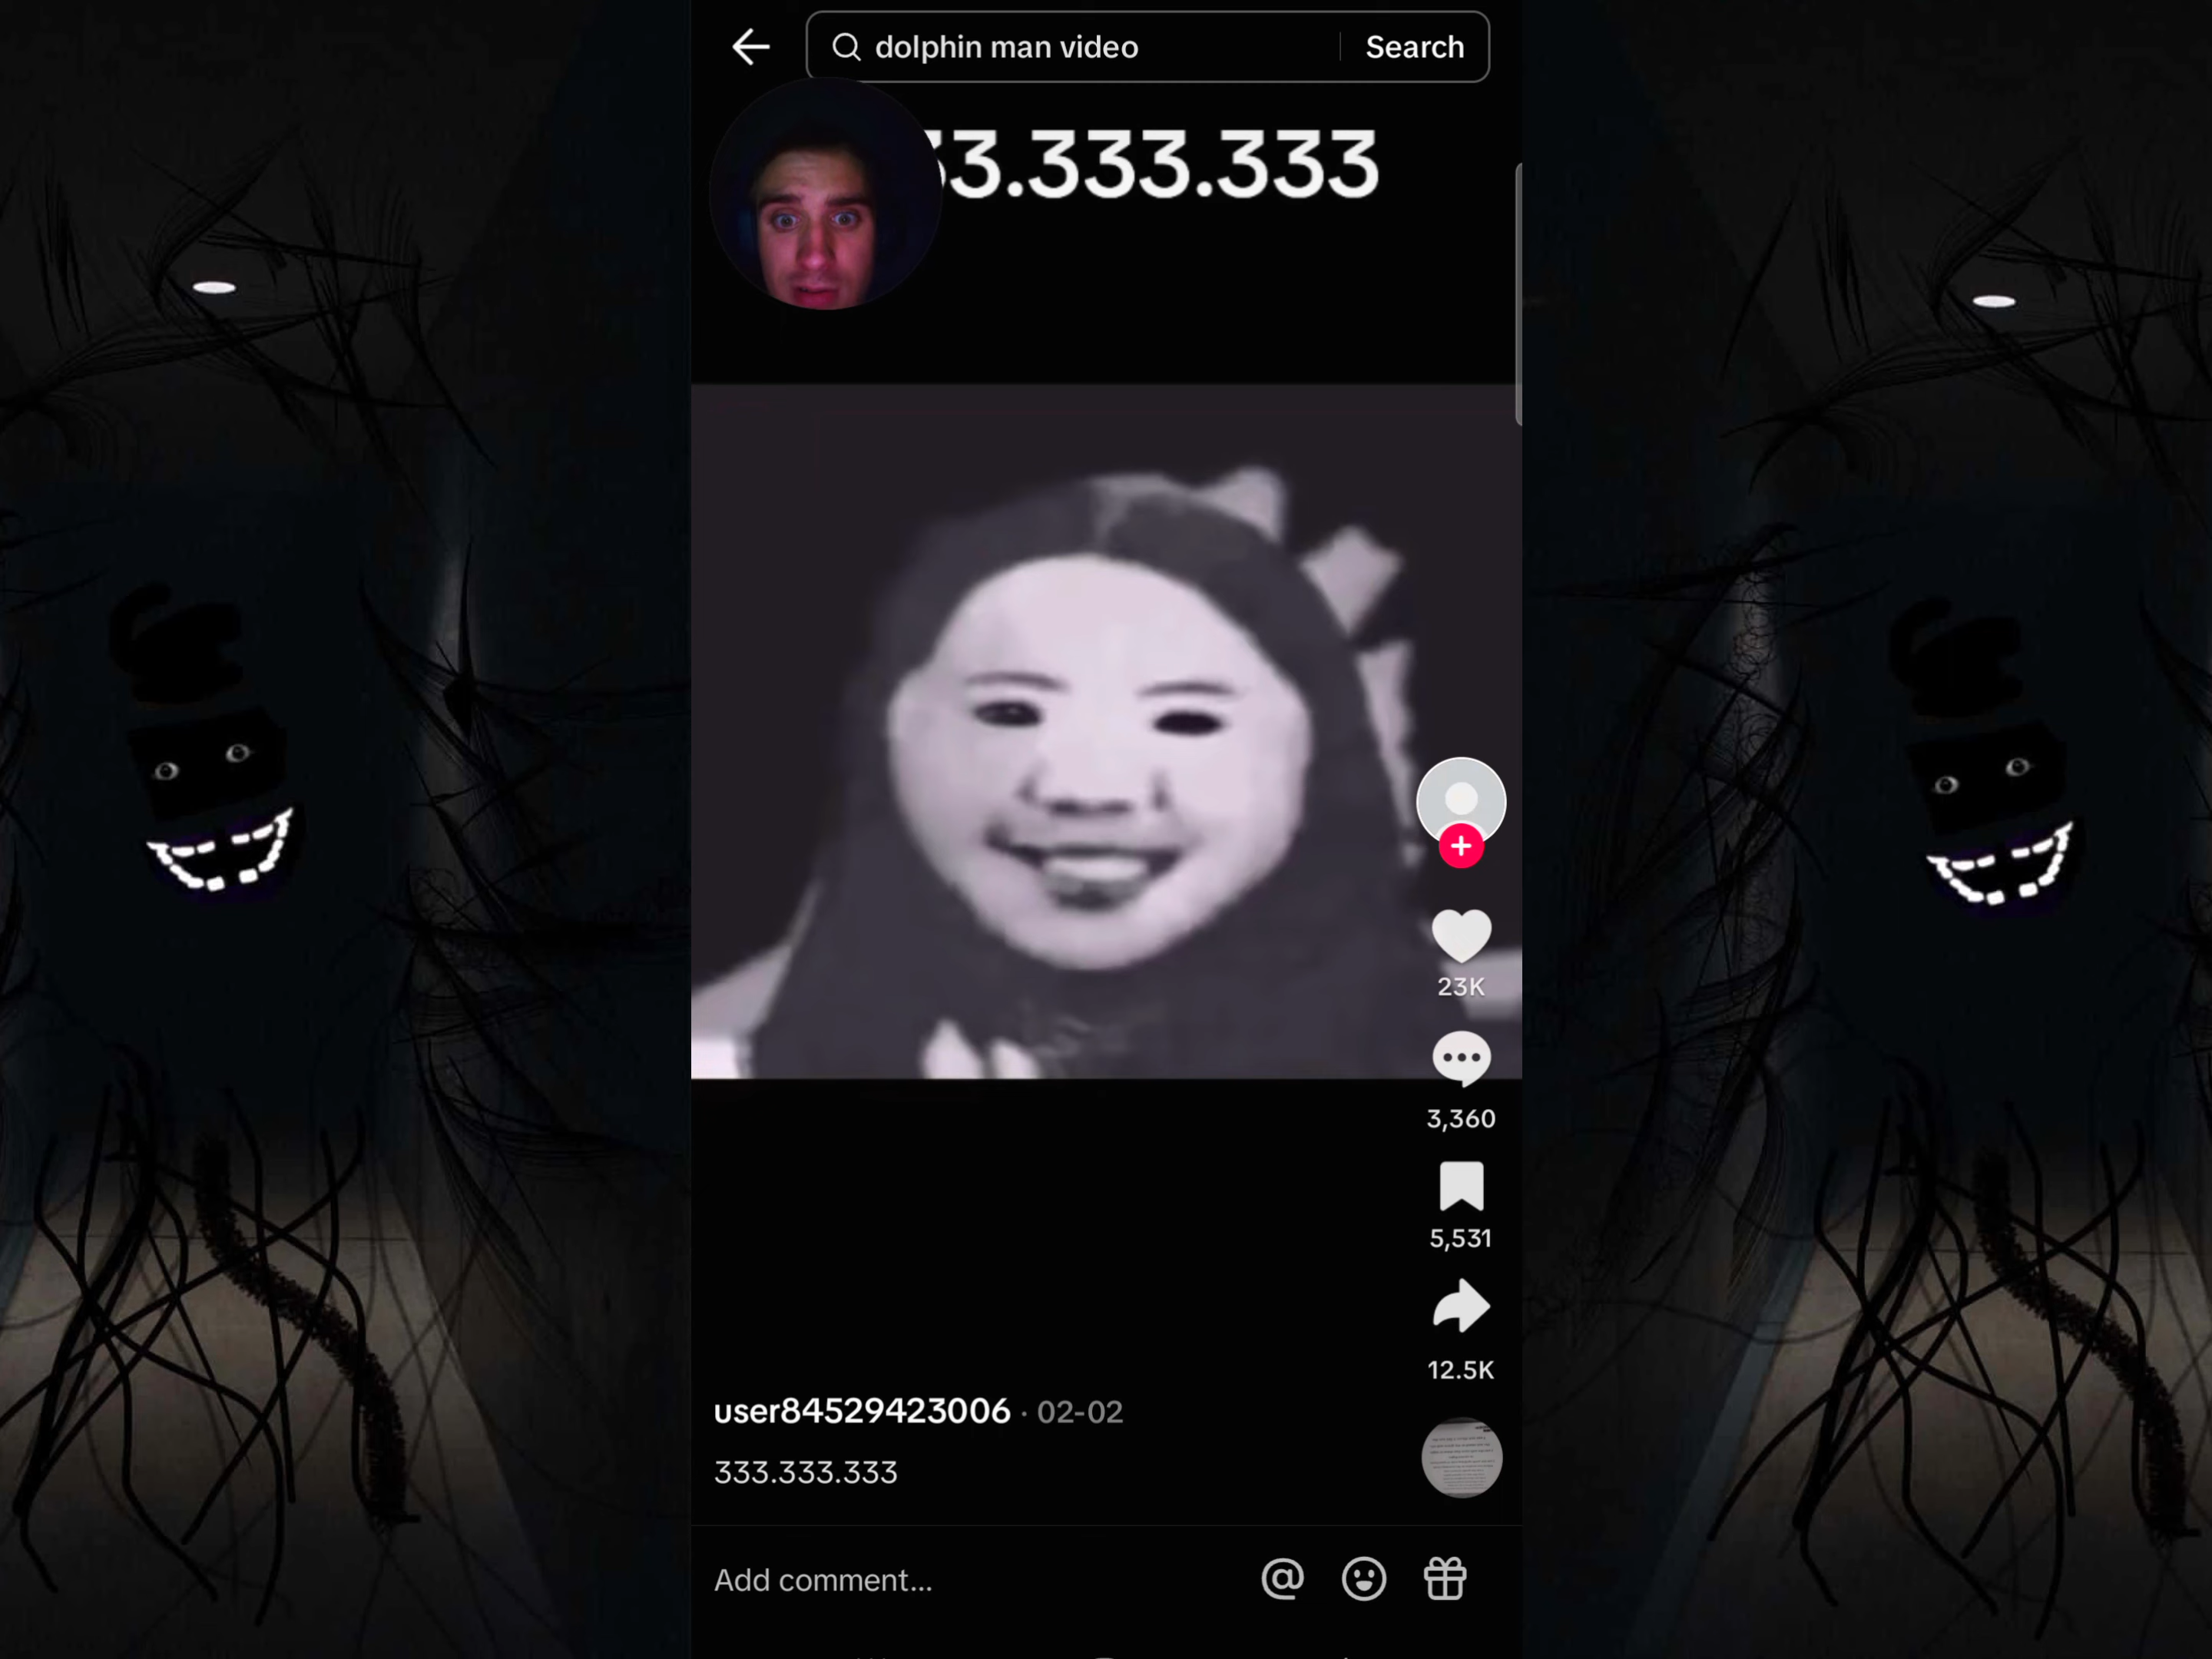 dolphin man video
Search
33.333.333
23K
3,360
5,531
12.5K
user84529423006 · 02-02
333.333.333
Add comment...